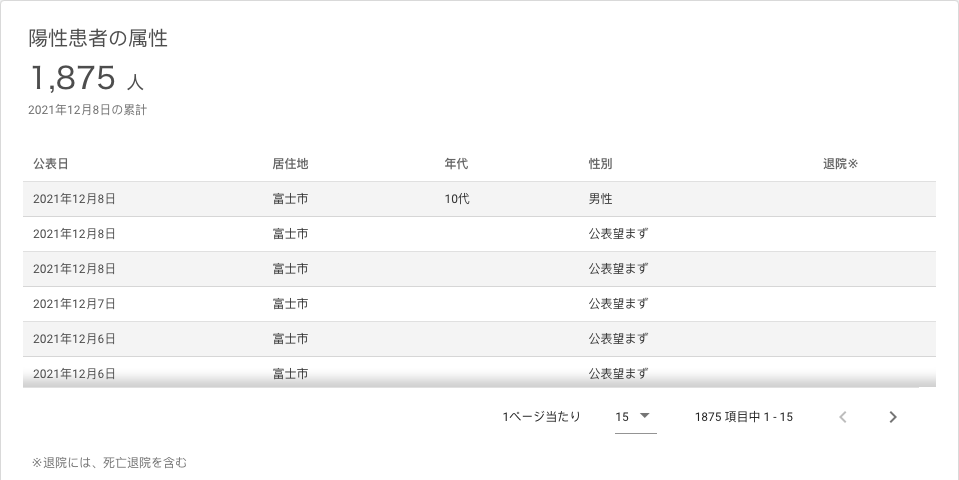 陽性患者の属性
1,875 人
2021年12月8日の累計
公表日 居住地 年代 性別 退院※
2021年12月8日 富士市 10代 男性
2021年12月8日 富士市 公表望まず
2021年12月8日 富士市 公表望まず
2021年12月7日 富士市 公表望まず
2021年12月6日 富士市 公表望まず
2021年12月6日 富士市 公表望まず
1ページ当たり 15 1875 項目中 1 - 15
※退院には、死亡退院を含む